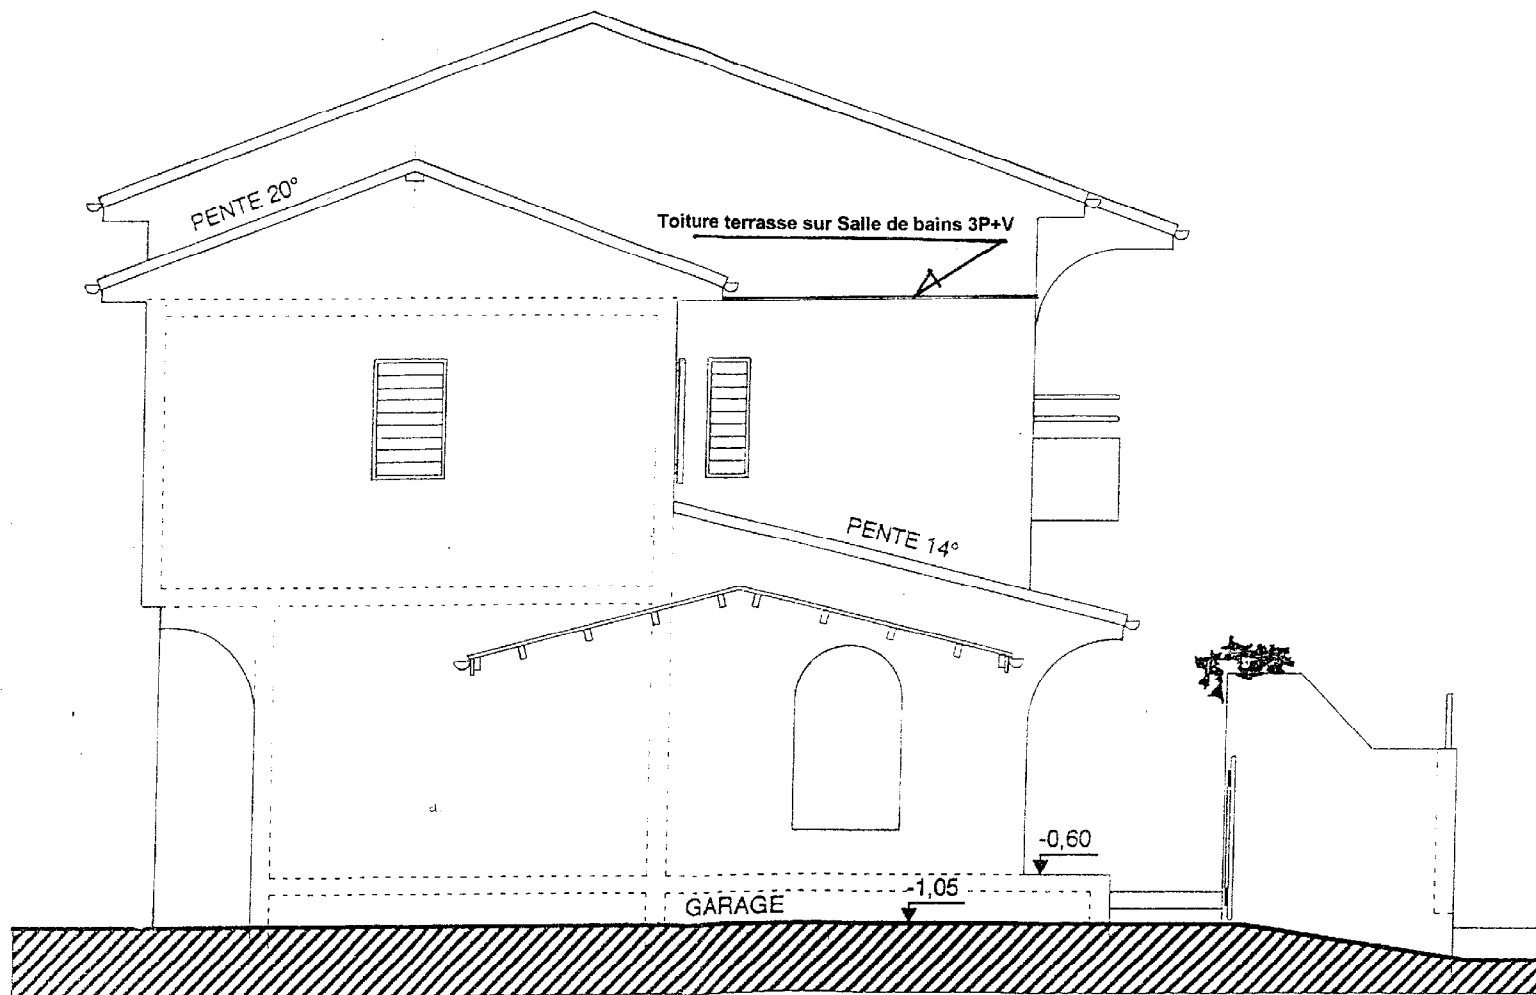 PENTE 20°
Toiture terrasse sur Salle de bains 3P+V
PENTE 14°
-0,60
-1,05
GARAGE